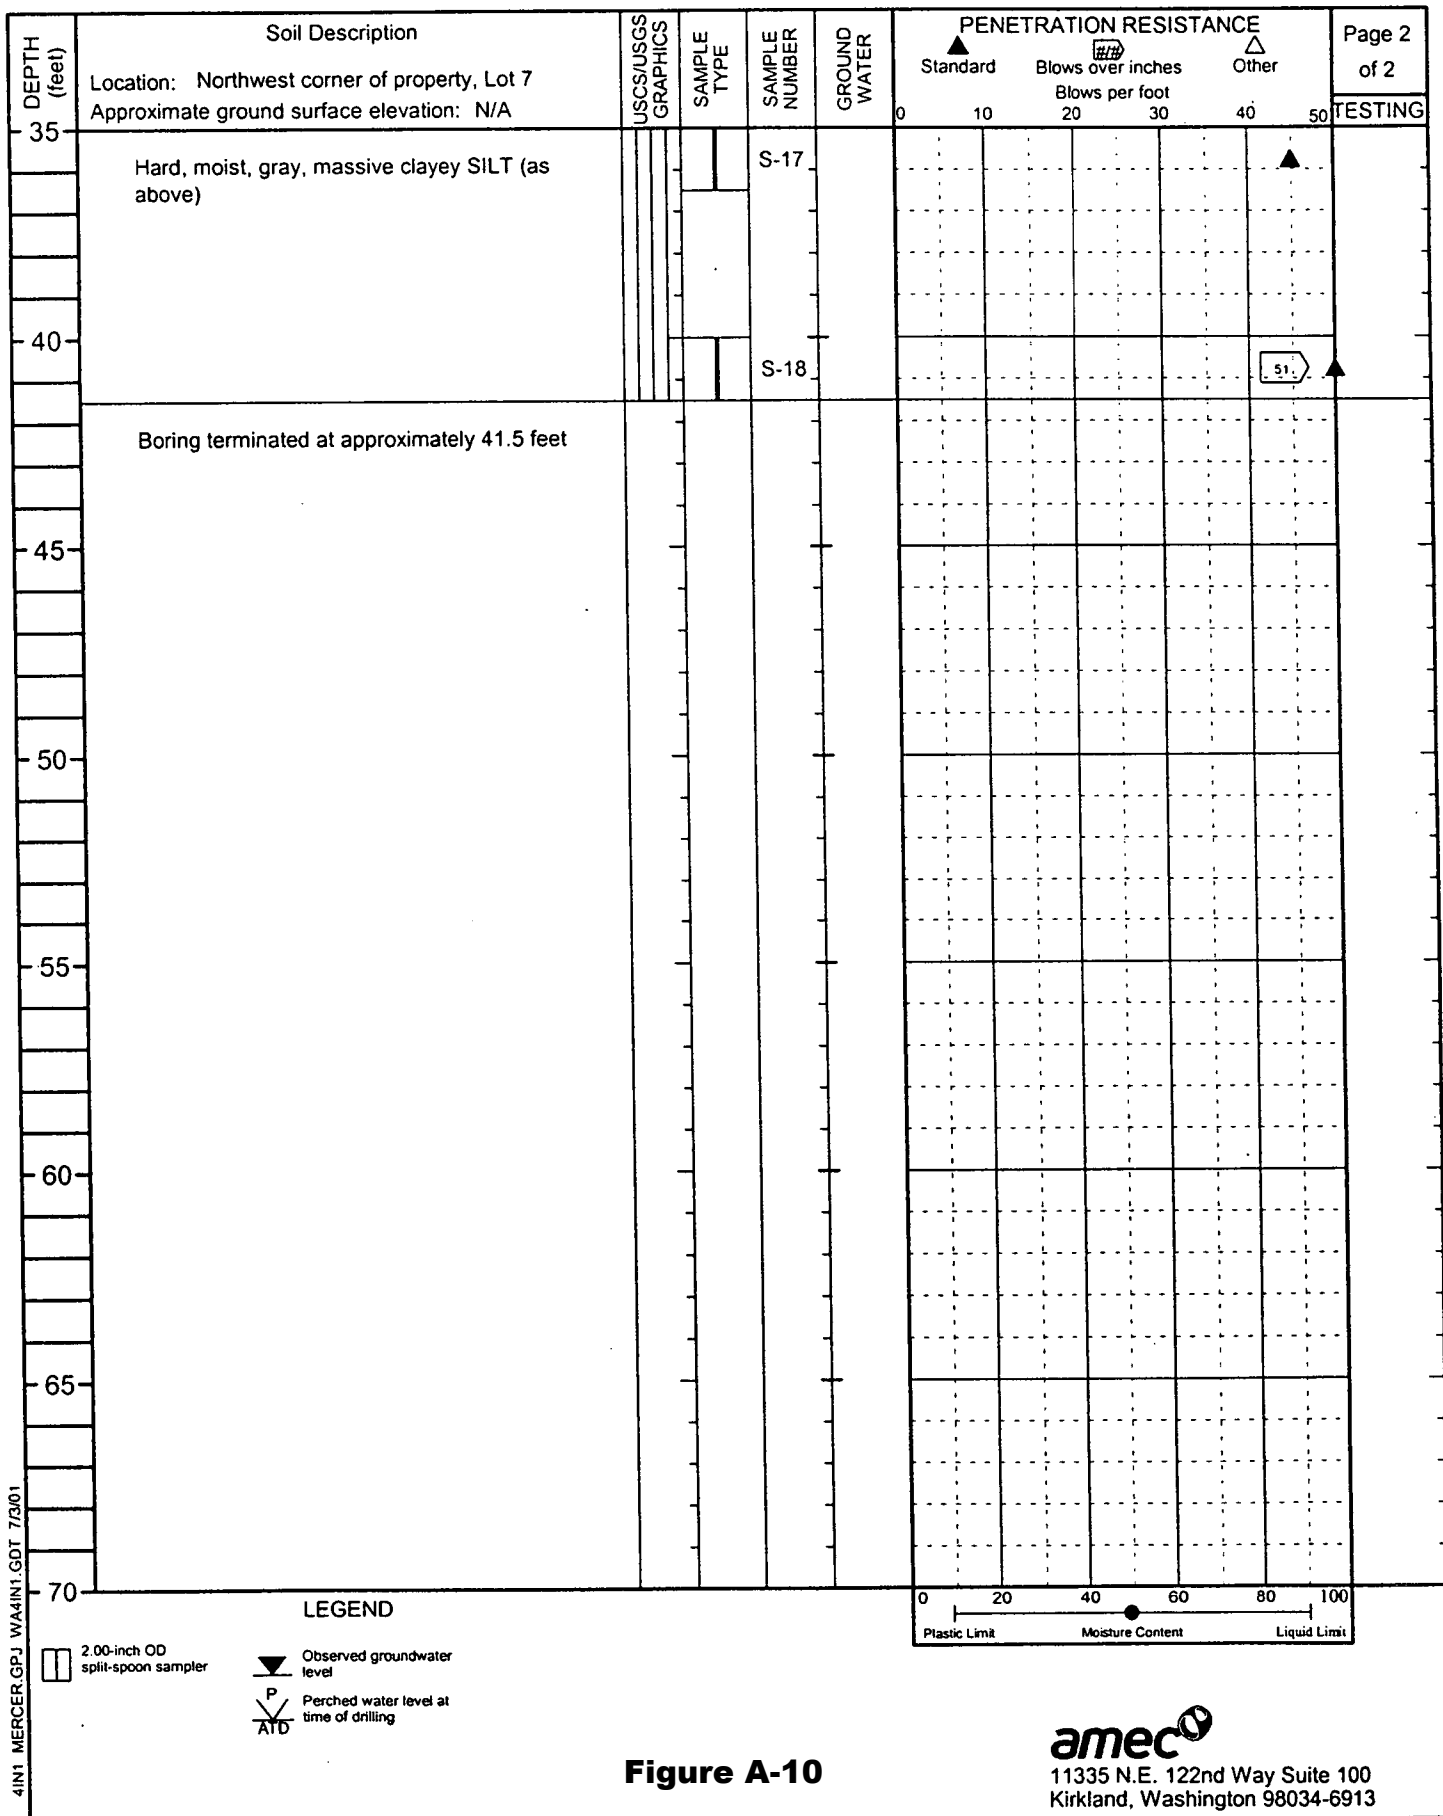 DEPTH
(feet)
Soil Description
Location: Northwest corner of property, Lot 7
Approximate ground surface elevation: N/A
USCS/USGS
GRAPHICS
SAMPLE
TYPE
SAMPLE
NUMBER
GROUND
WATER
PENETRATION RESISTANCE
#/#
Standard
Blows over inches
Other
Blows per foot
0 10 20 30 40 50
Page 2
of 2
TESTING
35
Hard, moist, gray, massive clayey SILT (as
above)
S-17
40
S-18
51
Boring terminated at approximately 41.5 feet
45
50
55
60
65
70
0 20 40 60 80 100
Plastic Limit Moisture Content Liquid Limit
LEGEND
2.00-inch OD
split-spoon sampler
Observed groundwater
level
P
ATD
Perched water level at
time of drilling
4IN1 MERCER.GPJ WA4IN1.GDT 7/3/01
Figure A-10
amec
11335 N.E. 122nd Way Suite 100
Kirkland, Washington 98034-6913